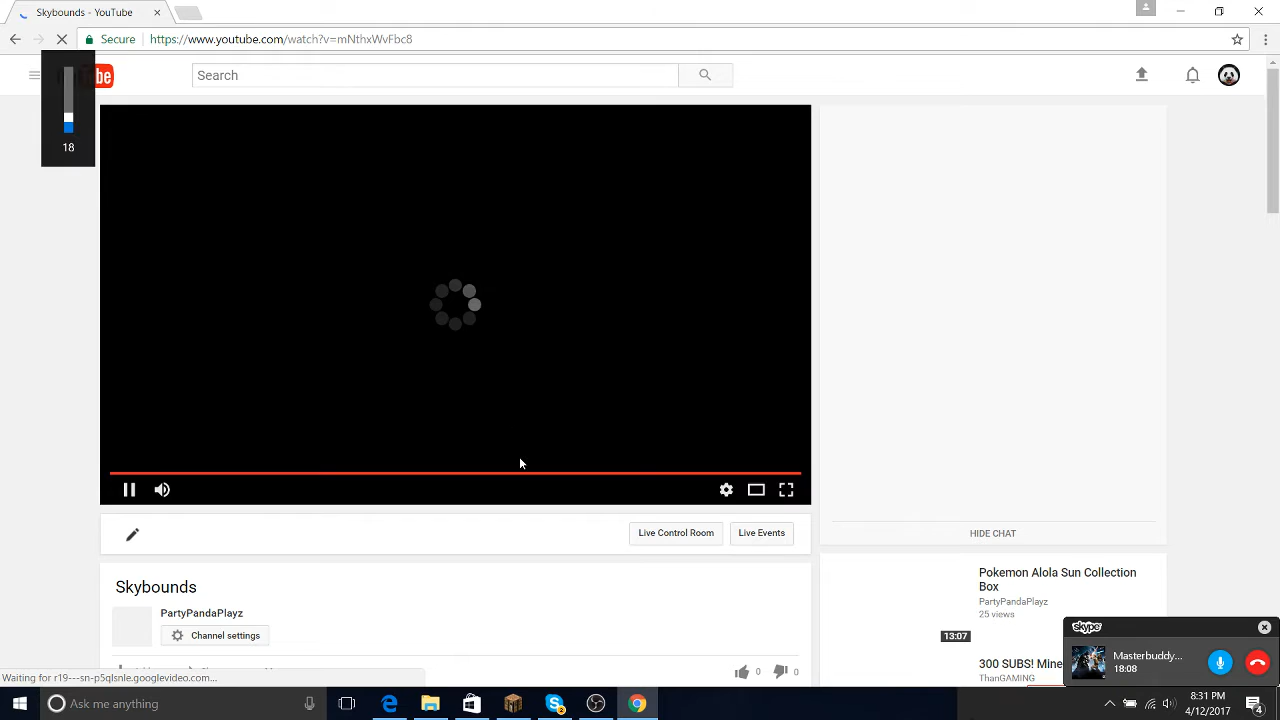 Skybounds - YouTube
Secure
https://www.youtube.com/watch?v=mNthxWvFbc8
be
Search
18
HIDE CHAT
Live Control Room
Live Events
Skybounds
PartyPandaPlayz
Channel settings
0
0
Pokemon Alola Sun Collection
Box
PartyPandaPlayz
25 views
13:07
300 SUBS! Mine
ThanGAMING
skype
Masterbuddy...
18:08
Waiting for r19---sn-p5qlsnle.googlevideo.com...
Ask me anything
8:31 PM
4/12/2017
4